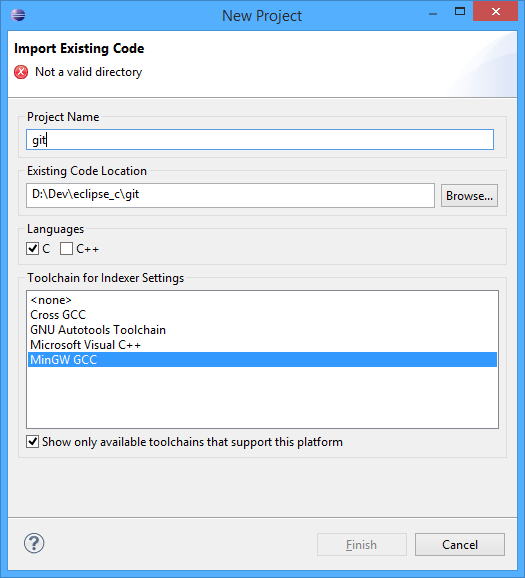 New Project
Import Existing Code
Not a valid directory
Project Name
git
Existing Code Location
D:\Dev\eclipse_c\git
Browse...
Languages
C C++
Toolchain for Indexer Settings
<none>
Cross GCC
GNU Autotools Toolchain
Microsoft Visual C++
MinGW GCC
Show only available toolchains that support this platform
? Finish Cancel